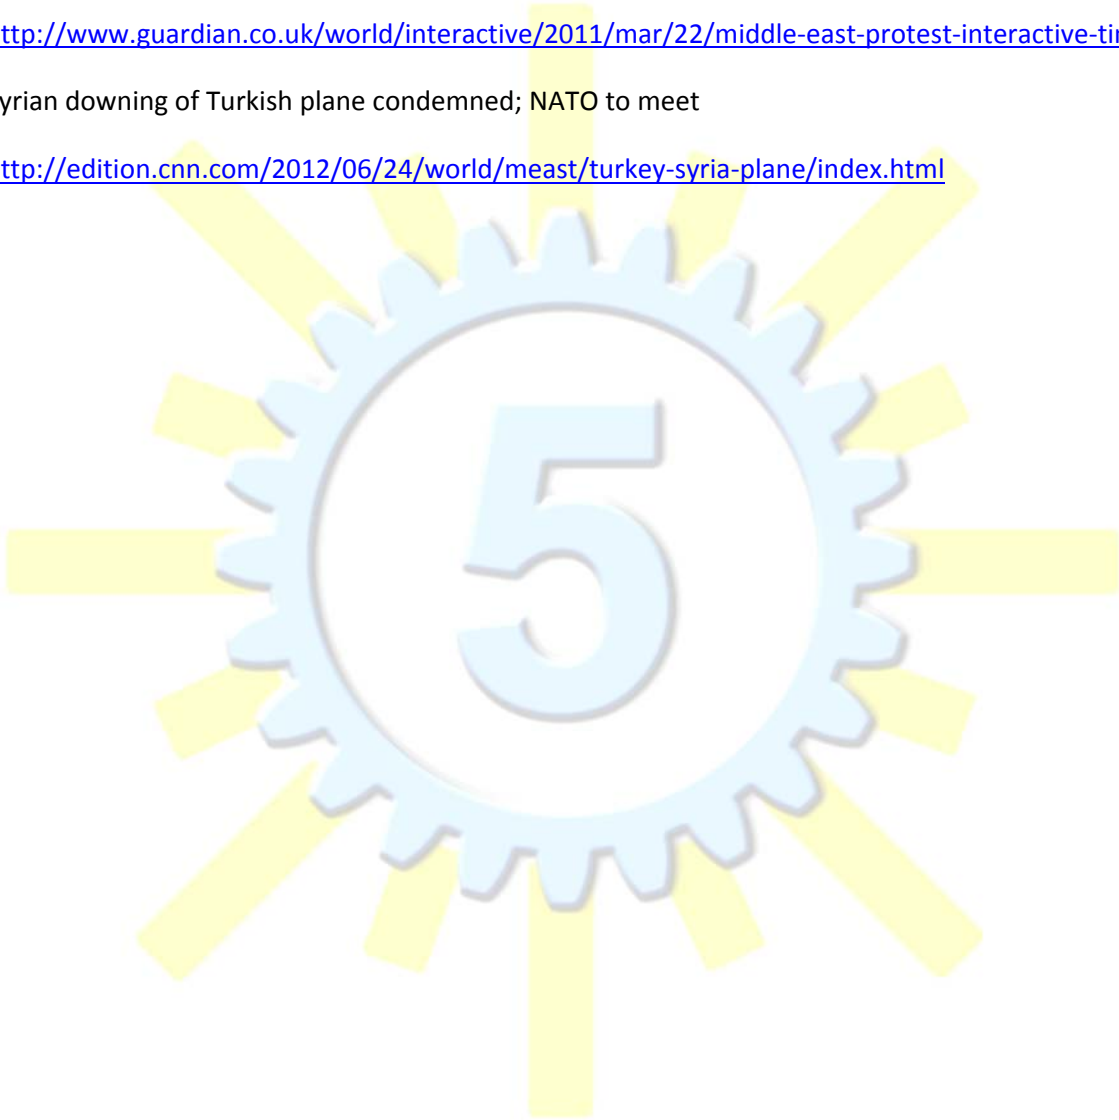 ttp://www.guardian.co.uk/world/interactive/2011/mar/22/middle-east-protest-interactive-ti
yrian downing of Turkish plane condemned; NATO to meet
ttp://edition.cnn.com/2012/06/24/world/meast/turkey-syria-plane/index.html
5